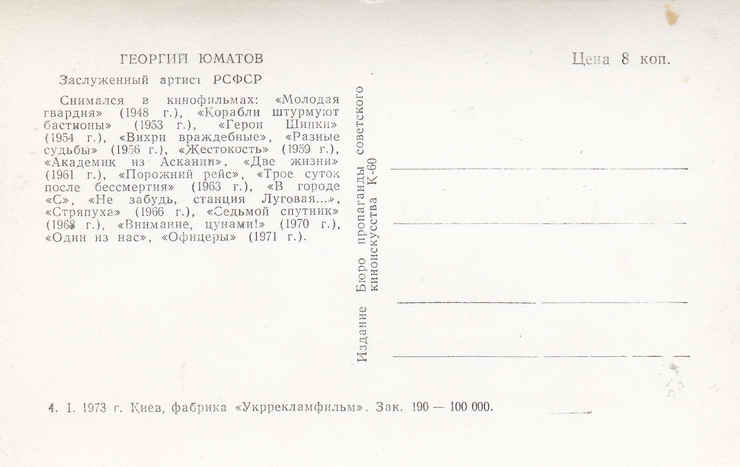 ГЕОРГИЙ ЮМАТОВ
Заслуженный артист РСФСР
Снимался в кинофильмах: «Молодая
гвардия» (1948 г.), «Корабли штурмуют
бастионы» (1953 г.), «Герои Шипки»
(1954 г.), «Вихри враждебные», «Разные
судьбы» (1956 г.), «Жестокость» (1959 г.),
«Академик из Аскании», «Две жизни»
(1961 г.), «Порожний рейс», «Трое суток
после бессмертия» (1963 г.), «В городе
«С», «Не забудь, станция Луговая...»,
«Стряпуха» (1966 г.), «Седьмой спутник»
(1968 г.), «Внимание, цунами!» (1970 г.),
«Один из нас», «Офицеры» (1971 г.).
Цена 8 коп.
Издание Бюро пропаганды советского
киноискусства К-60
4. I. 1973 г. Киев, фабрика «Укррекламфильм». Зак. 190 — 100 000.